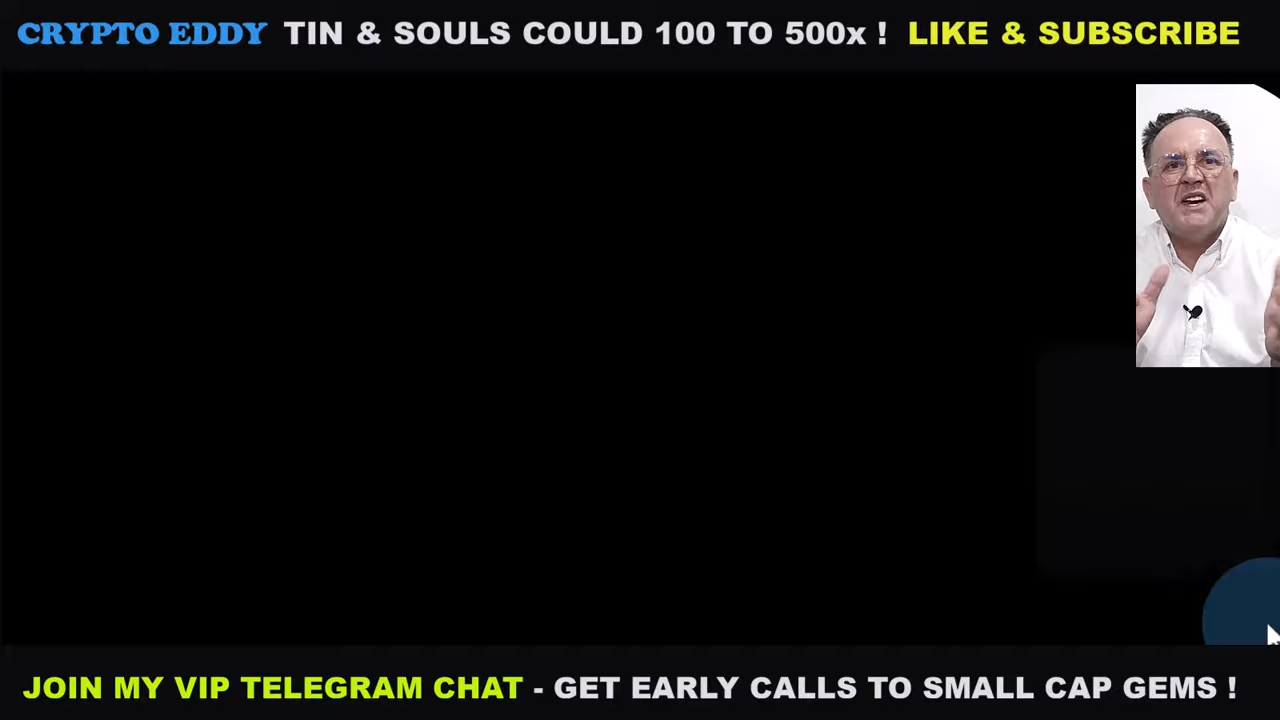 CRYPTO EDDY TIN & SOULS COULD 100 TO 500x ! LIKE & SUBSCRIBE
JOIN MY VIP TELEGRAM CHAT - GET EARLY CALLS TO SMALL CAP GEMS !